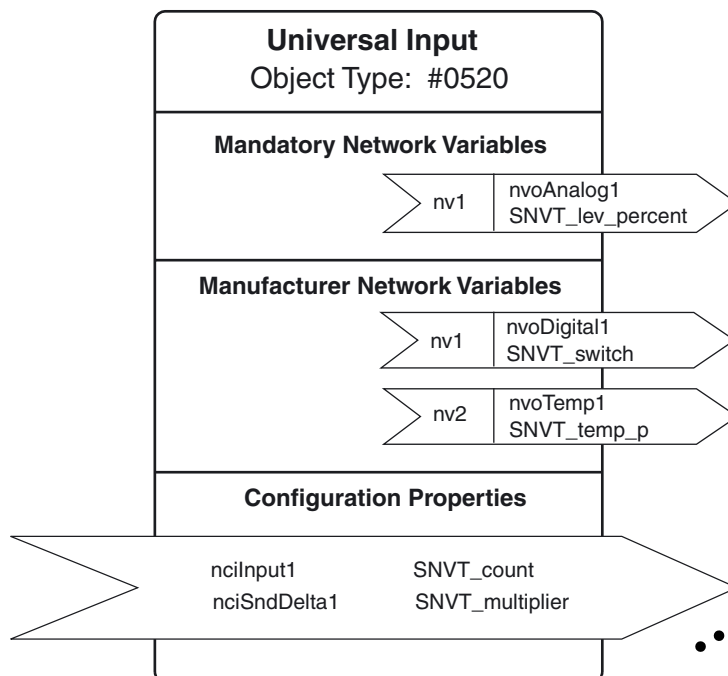 Universal Input
Object Type: #0520
Mandatory Network Variables
nv1
nvoAnalog1
SNVT_lev_percent
Manufacturer Network Variables
nv1
nvoDigital1
SNVT_switch
nv2
nvoTemp1
SNVT_temp_p
Configuration Properties
nciInput1 SNVT_count
nciSndDelta1 SNVT_multiplier